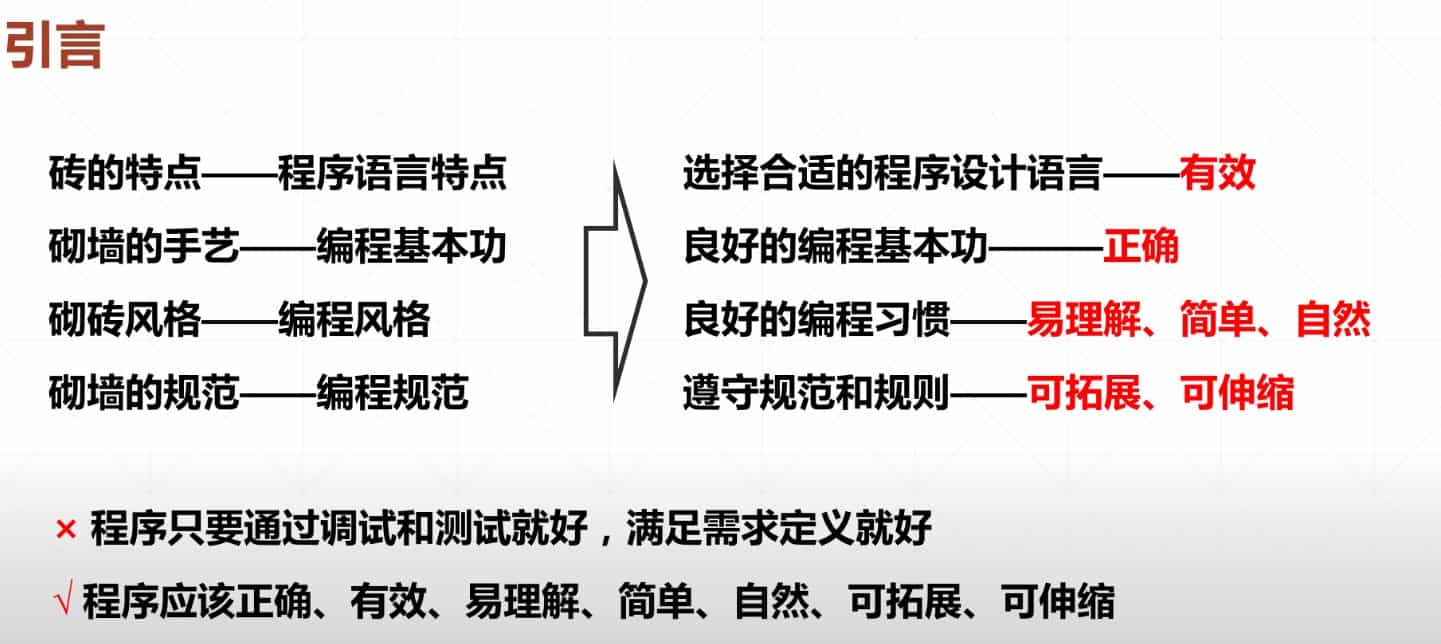 引言
砖的特点——程序语言特点
砌墙的手艺——编程基本功
砌砖风格——编程风格
砌墙的规范——编程规范
选择合适的程序设计语言——有效
良好的编程基本功———正确
良好的编程习惯——易理解、简单、自然
遵守规范和规则——可拓展、可伸缩
× 程序只要通过调试和测试就好，满足需求定义就好
√ 程序应该正确、有效、易理解、简单、自然、可拓展、可伸缩